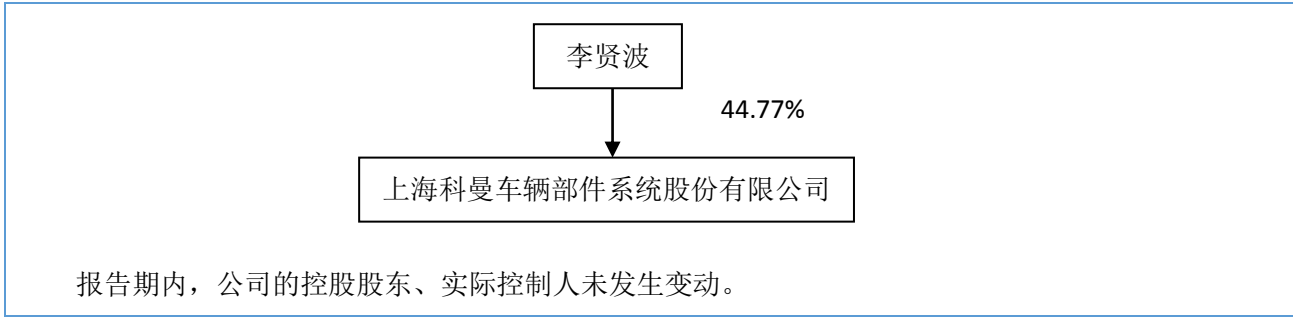 李贤波
44.77%
上海科曼车辆部件系统股份有限公司
报告期内，公司的控股股东、实际控制人未发生变动。